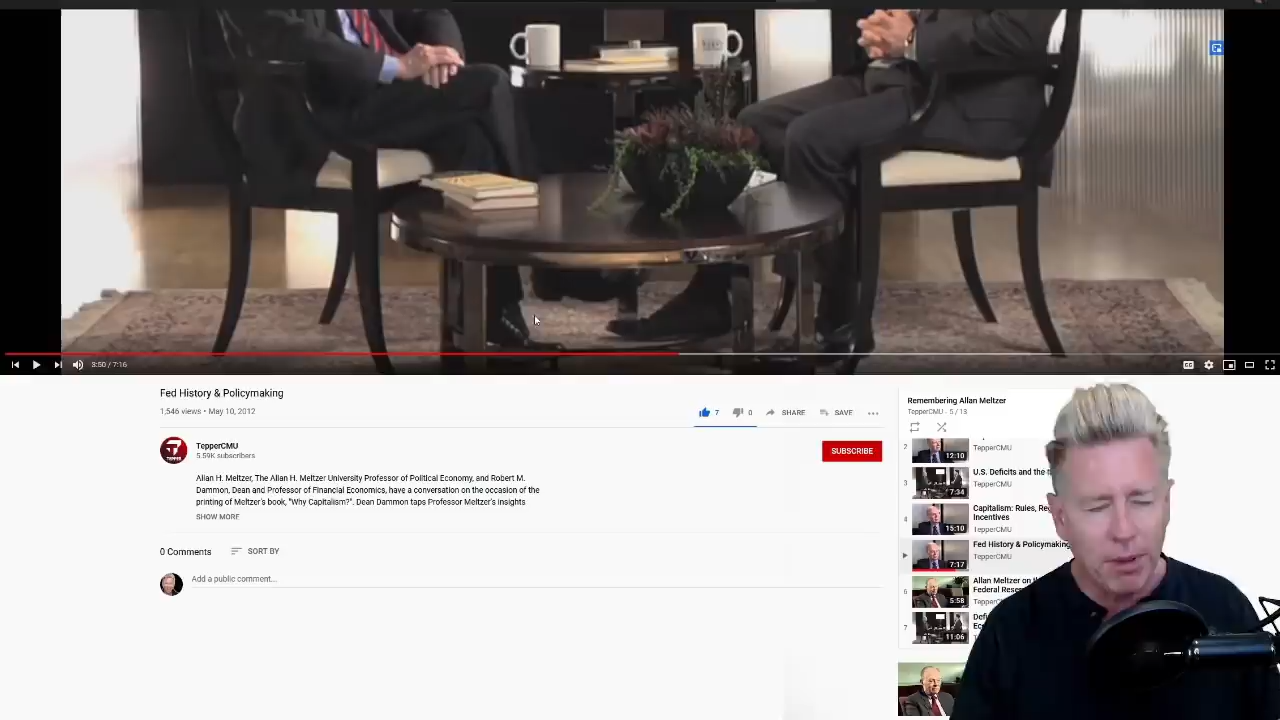 3:50 / 7:16
Fed History & Policymaking
1,546 views • May 10, 2012
7
0
SHARE
SAVE
TepperCMU
5.59K subscribers
SUBSCRIBE
Allan H. Meltzer, The Allan H. Meltzer University Professor of Political Economy, and Robert M.
Dammon, Dean and Professor of Financial Economics, have a conversation on the occasion of the
printing of Meltzer's book, "Why Capitalism?". Dean Dammon taps Professor Meltzer's insights
SHOW MORE
0 Comments
SORT BY
Add a public comment...
Remembering Allan Meltzer
TepperCMU - 5 / 13
2
12:10
TepperCMU
3
7:34
U.S. Deficits and the
TepperCMU
4
15:10
Capitalism: Rules,
Incentives
TepperCMU
7:17
Fed History & Policymaking
TepperCMU
6
5:58
Allan Meltzer on
Federal
TepperCMU
7
11:06